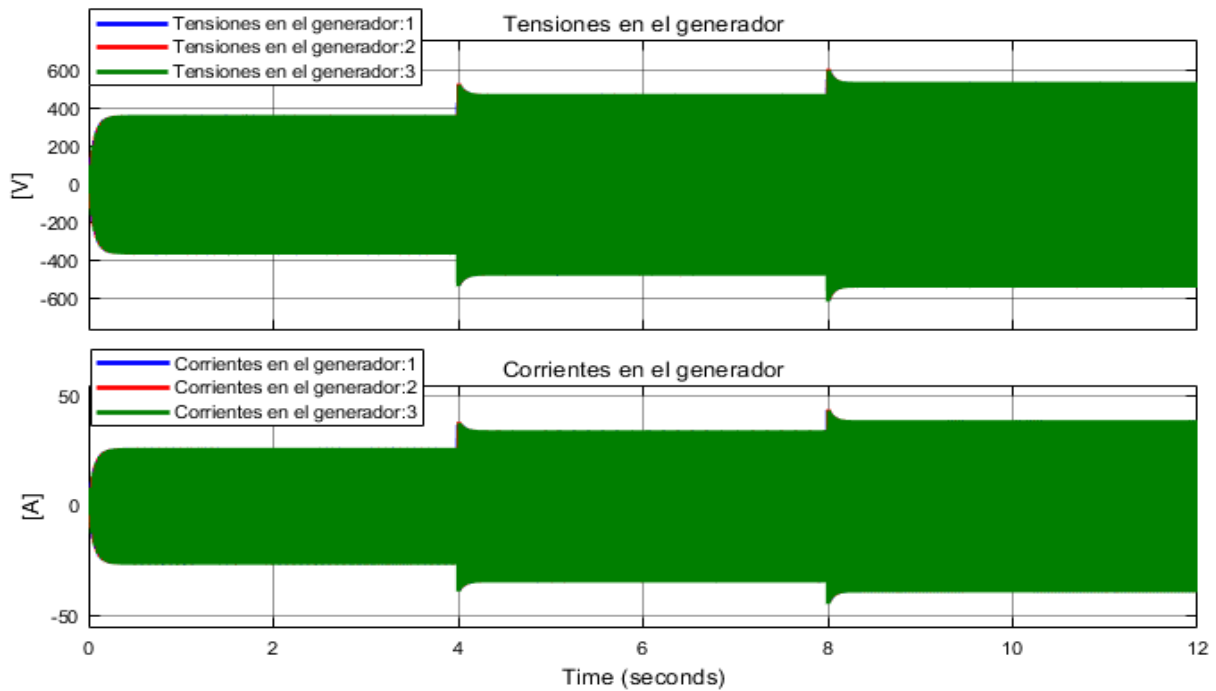 Tensiones en el generador
Tensiones en el generador:1
Tensiones en el generador:2
Tensiones en el generador:3
[V]
600
400
200
0
-200
-400
-600
Corrientes en el generador
Corrientes en el generador:1
Corrientes en el generador:2
Corrientes en el generador:3
[A]
50
0
-50
0 2 4 6 8 10 12
Time (seconds)